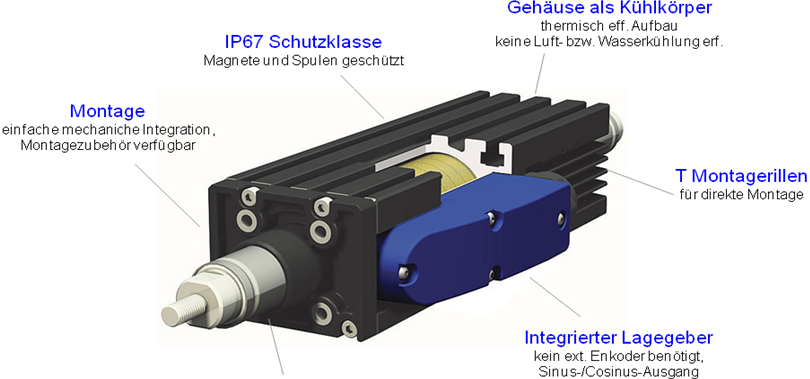 Gehäuse als Kühlkörper
thermisch eff. Aufbau
keine Luft- bzw. Wasserkühlung erf.
IP67 Schutzklasse
Magnete und Spulen geschützt
Montage
einfache mechaniche Integration,
Montagezubehör verfügbar
T Montagerillen
für direkte Montage
Integrierter Lagegeber
kein ext. Enkoder benötigt,
Sinus-/Cosinus-Ausgang